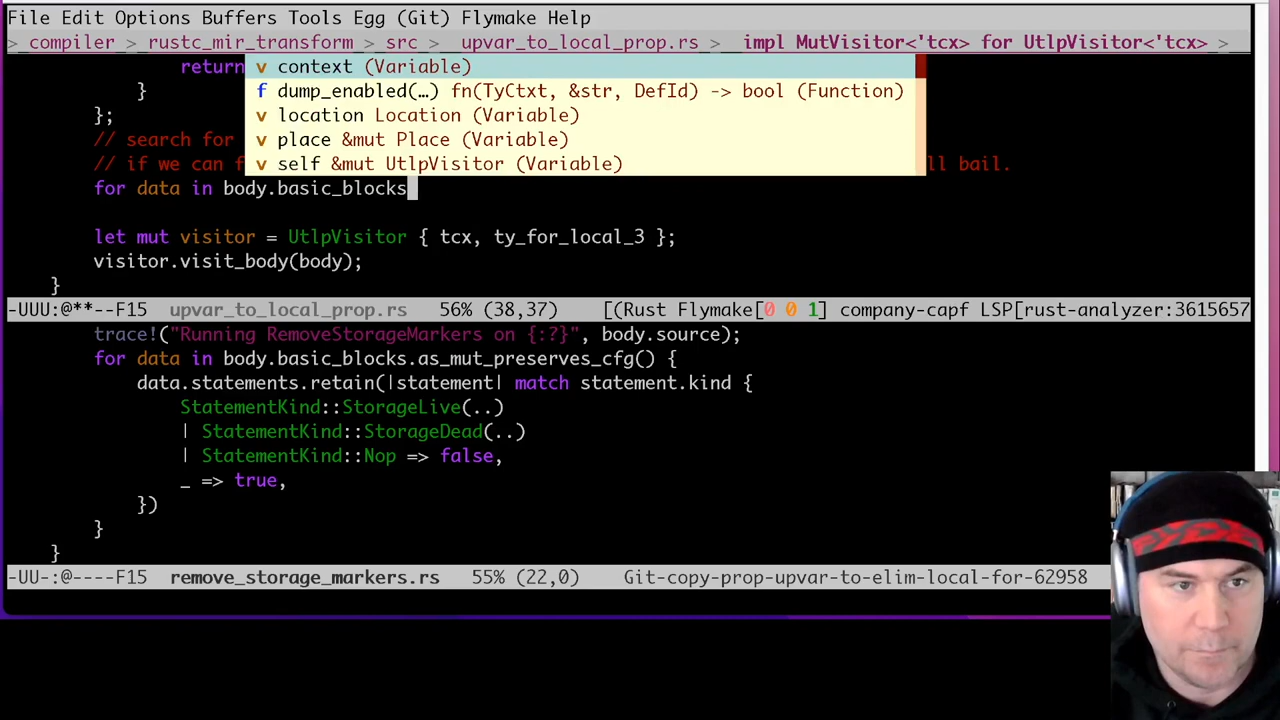 File Edit Options Buffers Tools Egg (Git) Flymake Help
> compiler > rustc_mir_transform > src > upvar_to_local_prop.rs > impl MutVisitor<'tcx> for UtlpVisitor<'tcx> >
return
v context (Variable)
}
f dump_enabled(…) fn(TyCtxt, &str, DefId) -> bool (Function)
};
v location Location (Variable)
// search for
v place &mut Place (Variable)
// if we can f
v self &mut UtlpVisitor (Variable)
ll bail.
for data in body.basic_blocks
let mut visitor = UtlpVisitor { tcx, ty_for_local_3 };
visitor.visit_body(body);
}
-UUU:@**--F15 upvar_to_local_prop.rs 56% (38,37) [(Rust Flymake[0 0 1] company-capf LSP[rust-analyzer:3615657
trace!("Running RemoveStorageMarkers on {:?}", body.source);
for data in body.basic_blocks.as_mut_preserves_cfg() {
data.statements.retain(|statement| match statement.kind {
StatementKind::StorageLive(..)
| StatementKind::StorageDead(..)
| StatementKind::Nop => false,
_ => true,
})
}
}
-UU-:@----F15 remove_storage_markers.rs 55% (22,0) Git-copy-prop-upvar-to-elim-local-for-62958